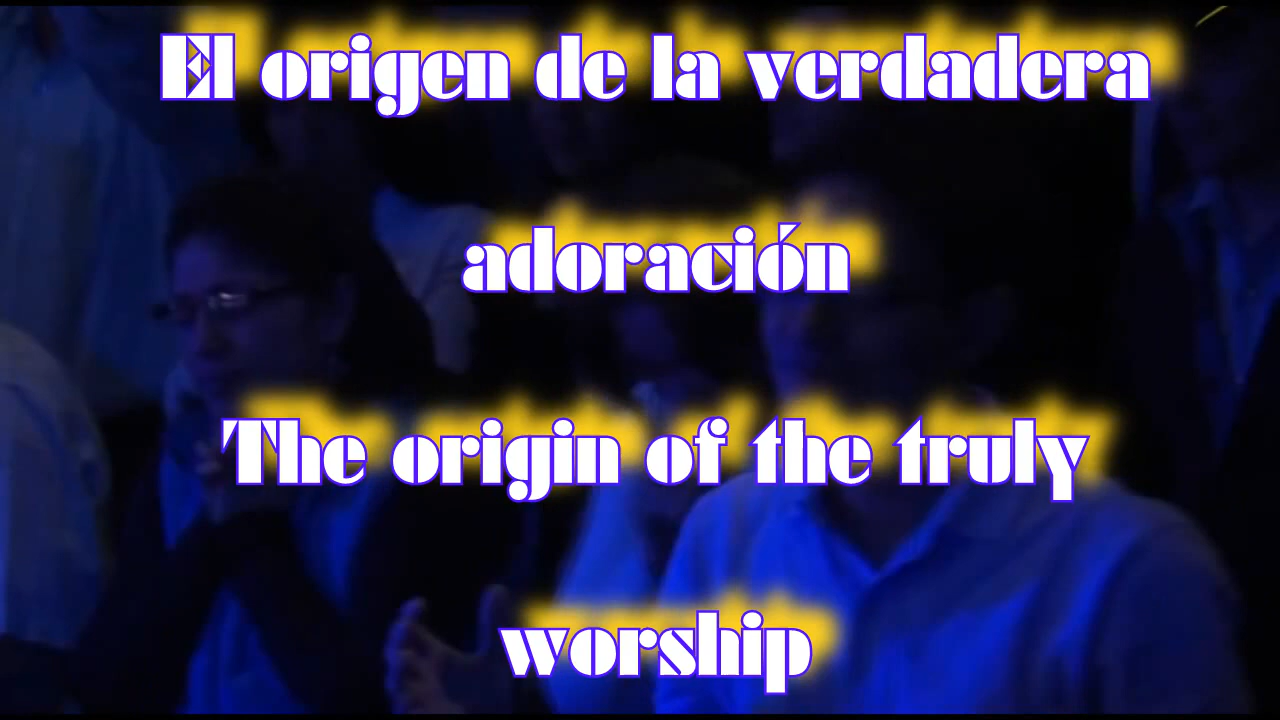 El origen de la verdadera
adoración
The origin of the truly
worship